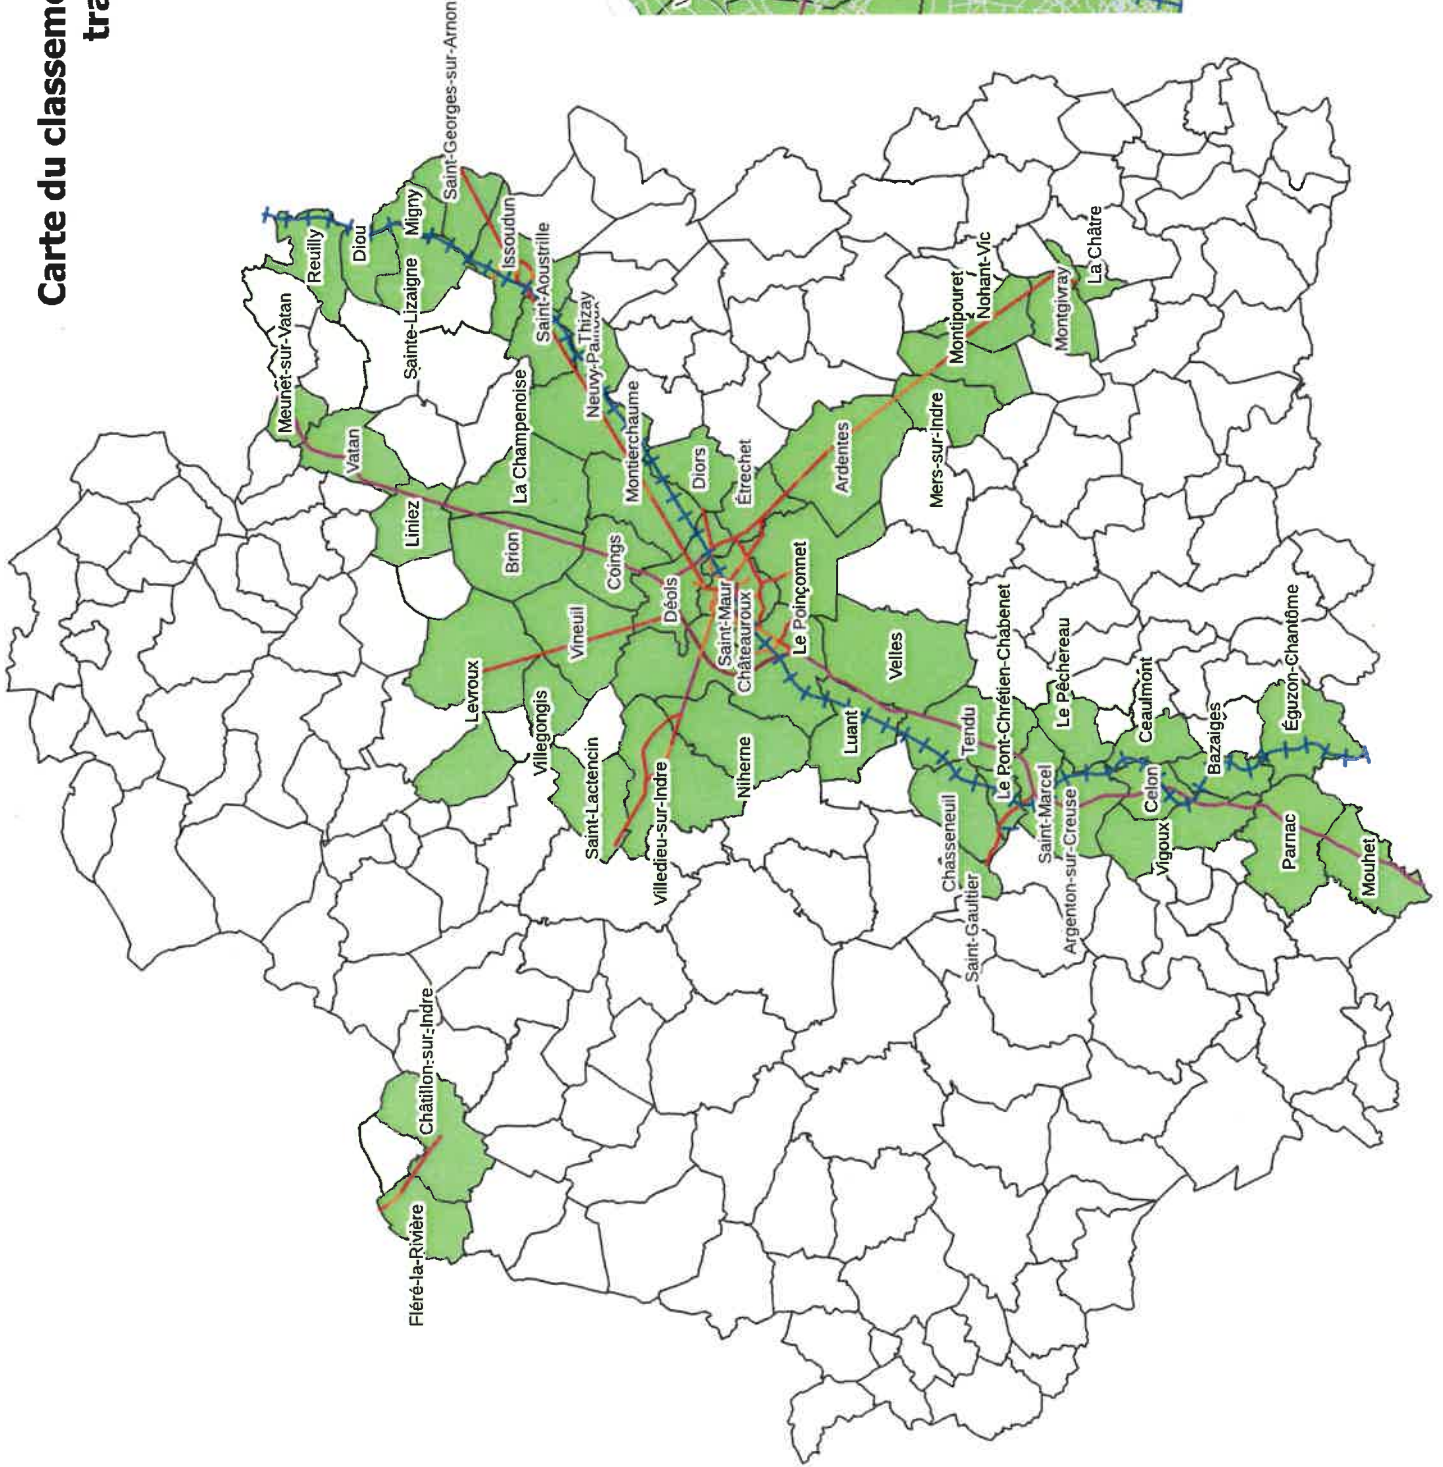 Carte du classeme
tra
Saint-Georges-sur-Arnon
Reuilly
Diou
Migny
Issoudun
Meunet-sur-Vatan
Sainte-Lizaigne
Saint-Aoustrille
Thizay
Neuvy-Pailloux
Vatan
La Champenoise
Montierchaume
Liniez
Brion
Coings
Diors
Étrechet
Ardentes
Mers-sur-Indre
Montipouret
Nohant-Vic
Montgivray
La Châtre
Levroux
Vineuil
Déols
Saint-Maur
Châteauroux
Le Poinçonnet
Villegongis
Saint-Lactencin
Villedieu-sur-Indre
Niherne
Luant
Velles
Tendu
Le Pont-Chrétien-Chabenet
Le Pêchereau
Ceaulmont
Bazaiges
Éguzon-Chantôme
Chasseneuil
Saint-Gaultier
Saint-Marcel
Argenton-sur-Creuse
Celon
Vigoux
Parnac
Mouhet
Châtillon-sur-Indre
Fléré-la-Rivière